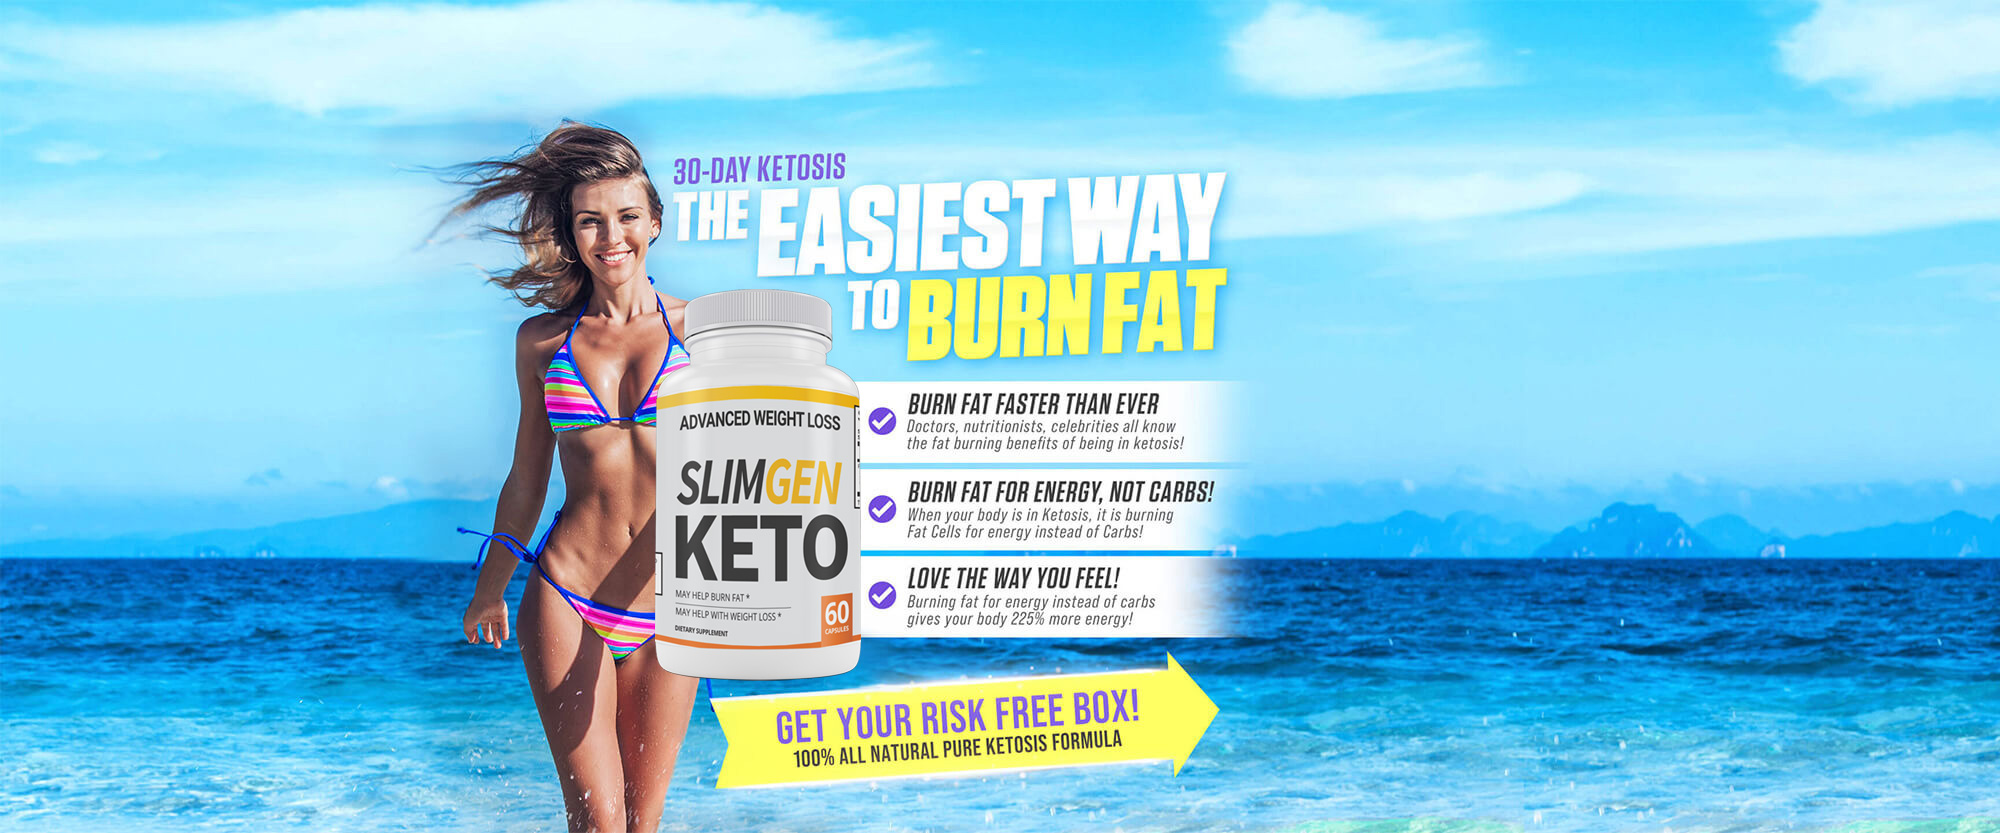 30-DAY KETOSIS
THE EASIEST WAY
TO BURN FAT
BURN FAT FASTER THAN EVER
Doctors, nutritionists, celebrities all know
the fat burning benefits of being in ketosis!
BURN FAT FOR ENERGY, NOT CARBS!
When your body is in Ketosis, it is burning
Fat Cells for energy instead of Carbs!
LOVE THE WAY YOU FEEL!
Burning fat for energy instead of carbs
gives your body 225% more energy!
GET YOUR RISK FREE BOX!
100% ALL NATURAL PURE KETOSIS FORMULA
ADVANCED WEIGHT LOSS
SLIMGEN
KETO
MAY HELP BURN FAT *
MAY HELP WITH WEIGHT LOSS *
DIETARY SUPPLEMENT
60
CAPSULES